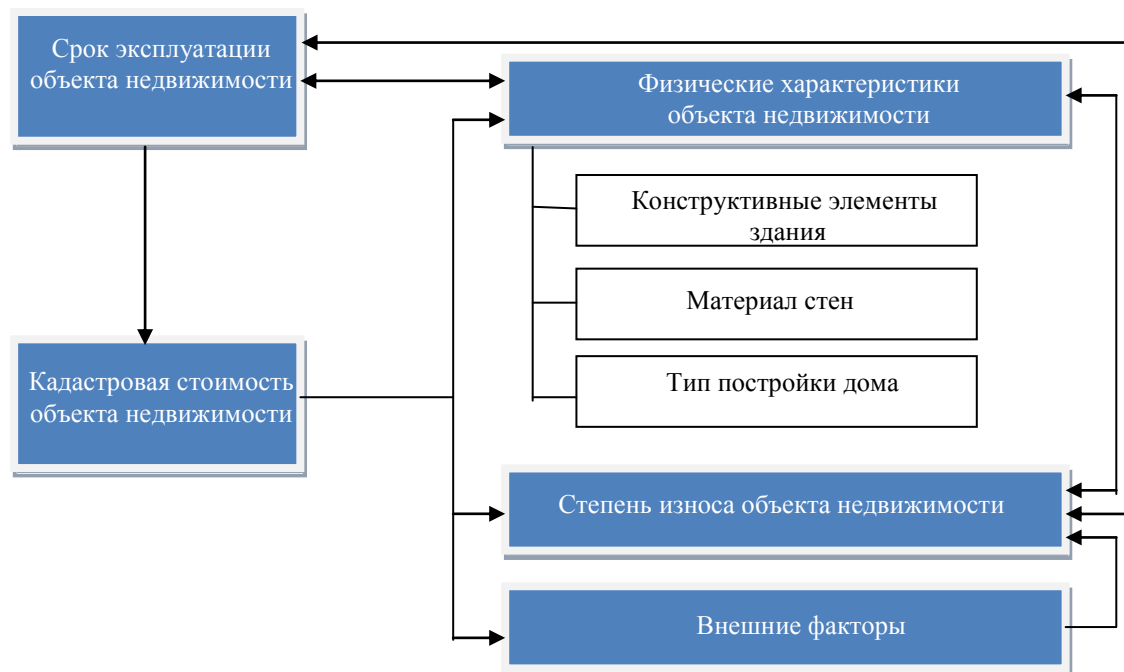 Срок эксплуатации
объекта недвижимости
Физические характеристики
объекта недвижимости
Конструктивные элементы
здания
Материал стен
Тип постройки дома
Кадастровая стоимость
объекта недвижимости
Степень износа объекта недвижимости
Внешние факторы